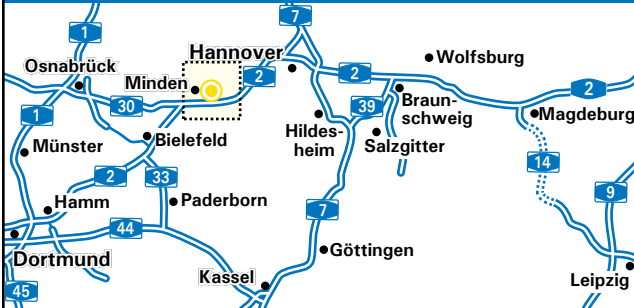 7
1
Hannover
Wolfsburg
Osnabrück
Minden
2
2
2
30
39
Braun-
schweig
1
Hildes-
heim
Magdeburg
Bielefeld
Salzgitter
Münster
14
2
33
9
Hamm
Paderborn
7
44
Göttingen
Dortmund
Kassel
Leipzig
45